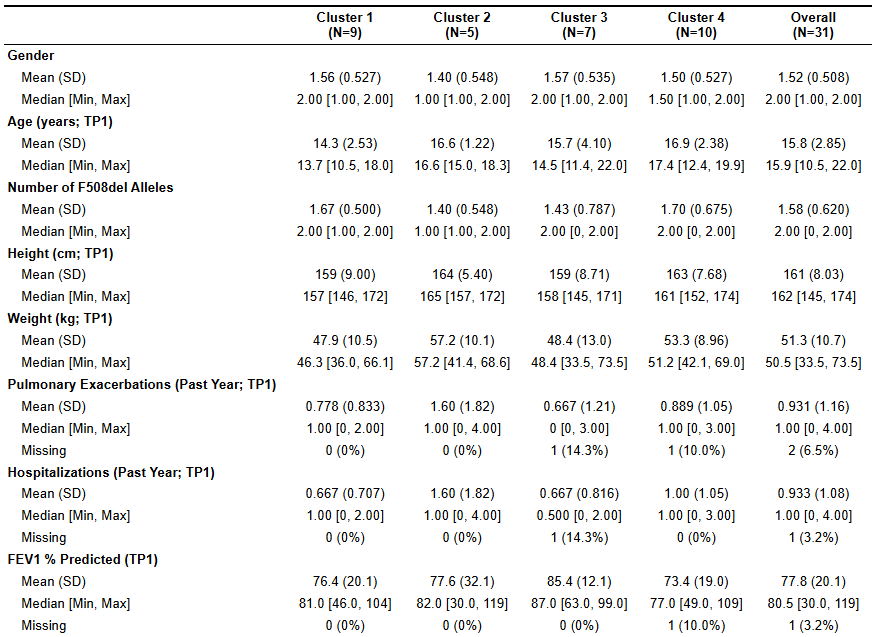 Cluster 1 Cluster 2 Cluster 3 Cluster 4 Overall
(N=9) (N=5) (N=7) (N=10) (N=31)
Gender
Mean (SD) 1.56 (0.527) 1.40 (0.548) 1.57 (0.535) 1.50 (0.527) 1.52 (0.508)
Median [Min, Max] 2.00 [1.00, 2.00] 1.00 [1.00, 2.00] 2.00 [1.00, 2.00] 1.50 [1.00, 2.00] 2.00 [1.00, 2.00]
Age (years; TP1)
Mean (SD) 14.3 (2.53) 16.6 (1.22) 15.7 (4.10) 16.9 (2.38) 15.8 (2.85)
Median [Min, Max] 13.7 [10.5, 18.0] 16.6 [15.0, 18.3] 14.5 [11.4, 22.0] 17.4 [12.4, 19.9] 15.9 [10.5, 22.0]
Number of F508del Alleles
Mean (SD) 1.67 (0.500) 1.40 (0.548) 1.43 (0.787) 1.70 (0.675) 1.58 (0.620)
Median [Min, Max] 2.00 [1.00, 2.00] 1.00 [1.00, 2.00] 2.00 [0, 2.00] 2.00 [0, 2.00] 2.00 [0, 2.00]
Height (cm; TP1)
Mean (SD) 159 (9.00) 164 (5.40) 159 (8.71) 163 (7.68) 161 (8.03)
Median [Min, Max] 157 [146, 172] 165 [157, 172] 158 [145, 171] 161 [152, 174] 162 [145, 174]
Weight (kg; TP1)
Mean (SD) 47.9 (10.5) 57.2 (10.1) 48.4 (13.0) 53.3 (8.96) 51.3 (10.7)
Median [Min, Max] 46.3 [36.0, 66.1] 57.2 [41.4, 68.6] 48.4 [33.5, 73.5] 51.2 [42.1, 69.0] 50.5 [33.5, 73.5]
Pulmonary Exacerbations (Past Year; TP1)
Mean (SD) 0.778 (0.833) 1.60 (1.82) 0.667 (1.21) 0.889 (1.05) 0.931 (1.16)
Median [Min, Max] 1.00 [0, 2.00] 1.00 [0, 4.00] 0 [0, 3.00] 1.00 [0, 3.00] 1.00 [0, 4.00]
Missing 0 (0%) 0 (0%) 1 (14.3%) 1 (10.0%) 2 (6.5%)
Hospitalizations (Past Year; TP1)
Mean (SD) 0.667 (0.707) 1.60 (1.82) 0.667 (0.816) 1.00 (1.05) 0.933 (1.08)
Median [Min, Max] 1.00 [0, 2.00] 1.00 [0, 4.00] 0.500 [0, 2.00] 1.00 [0, 3.00] 1.00 [0, 4.00]
Missing 0 (0%) 0 (0%) 1 (14.3%) 0 (0%) 1 (3.2%)
FEV1 % Predicted (TP1)
Mean (SD) 76.4 (20.1) 77.6 (32.1) 85.4 (12.1) 73.4 (19.0) 77.8 (20.1)
Median [Min, Max] 81.0 [46.0, 104] 82.0 [30.0, 119] 87.0 [63.0, 99.0] 77.0 [49.0, 109] 80.5 [30.0, 119]
Missing 0 (0%) 0 (0%) 0 (0%) 1 (10.0%) 1 (3.2%)